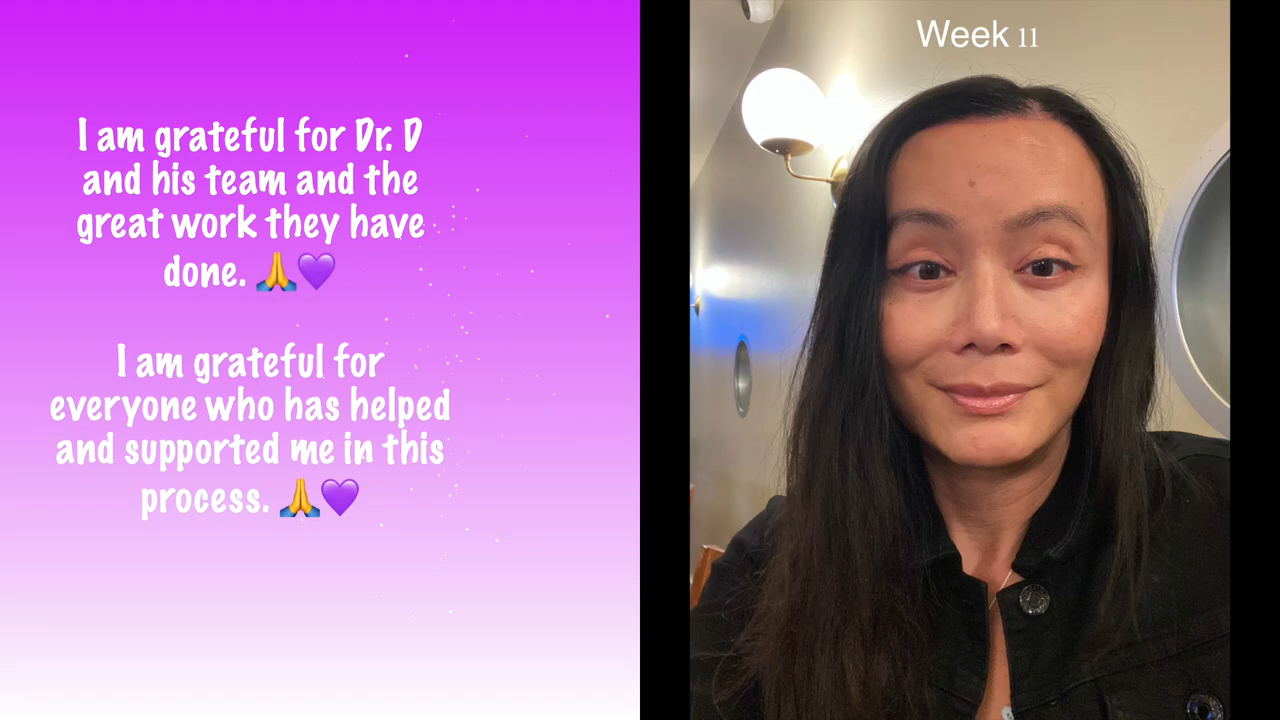 I am grateful for Dr. D
and his team and the
great work they have
done. 🙏💜
I am grateful for
everyone who has helped
and supported me in this
process. 🙏💜
Week 11